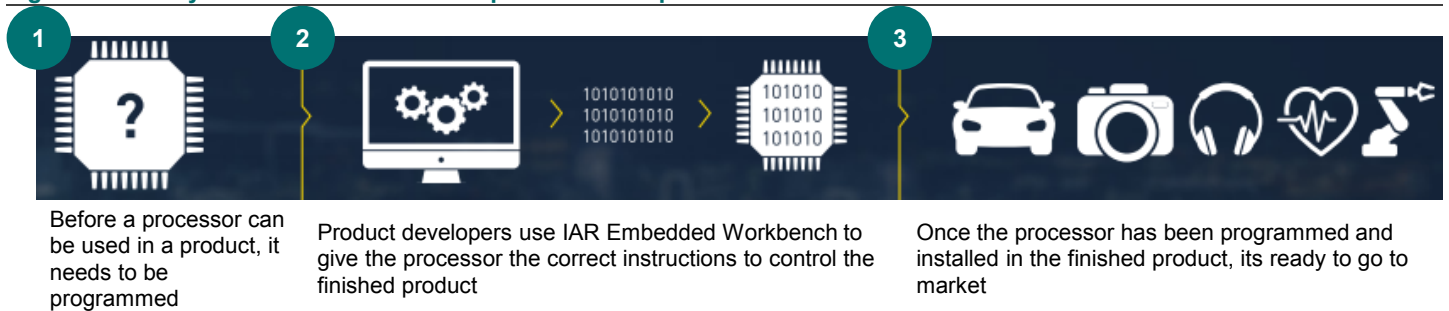 1
2
3
?
1010101010
1010101010
1010101010
101010
101010
101010
Before a processor can
be used in a product, it
needs to be
programmed
Product developers use IAR Embedded Workbench to
give the processor the correct instructions to control the
finished product
Once the processor has been programmed and
installed in the finished product, its ready to go to
market